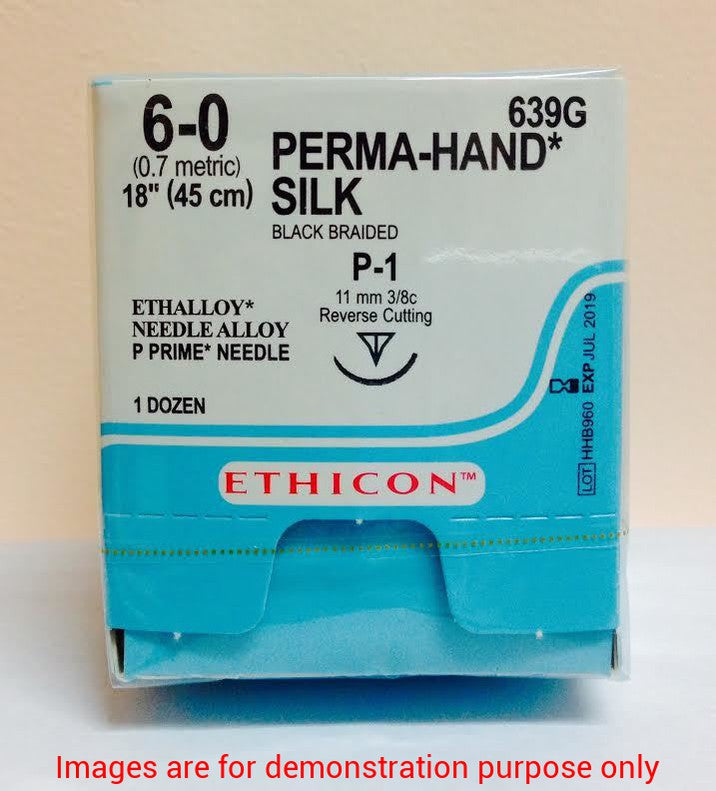 6-0
(0.7 metric)
18" (45 cm)
639G
PERMA-HAND*
SILK
BLACK BRAIDED
P-1
11 mm 3/8c
Reverse Cutting
ETHALLOY*
NEEDLE ALLOY
P PRIME* NEEDLE
1 DOZEN
LOT HHB960 EXP JUL 2019
ETHICON™
Images are for demonstration purpose only